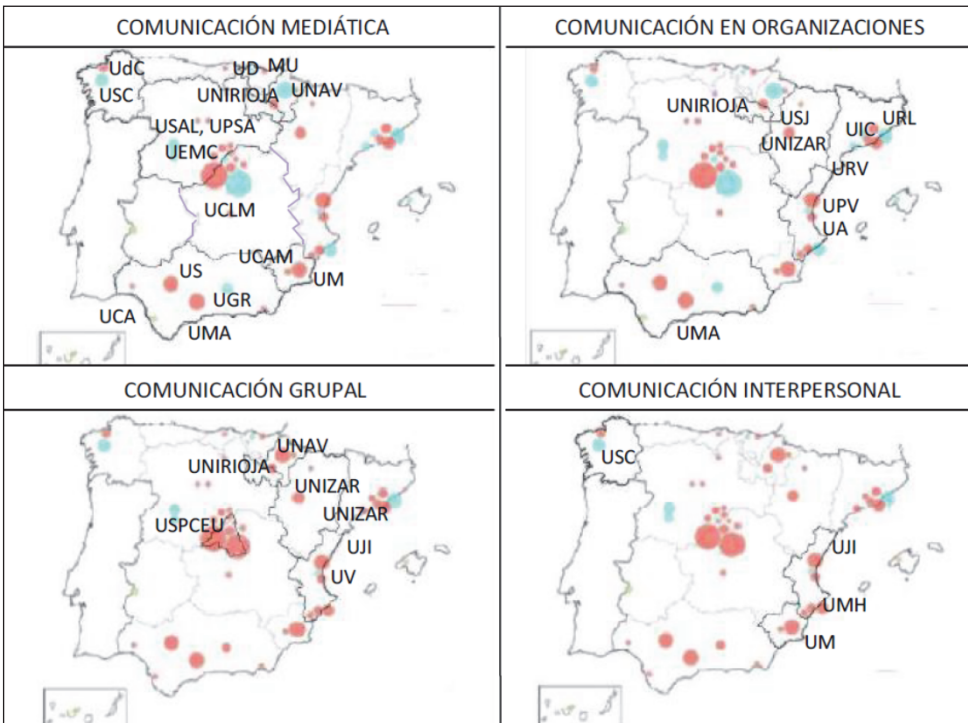 COMUNICACIÓN MEDIÁTICA
UdC
UD
MU
USC
UNIRIOJA
UNAV
USAL, UPSA
UEMC
UCLM
UCAM
US
UM
UGR
UCA
UMA
COMUNICACIÓN EN ORGANIZACIONES
UNIRIOJA
USJ
URL
UIC
UNIZAR
URV
UPV
UA
UMA
COMUNICACIÓN GRUPAL
UNAV
UNIRIOJA
UNIZAR
UNIZAR
USPCEU
UJI
UV
COMUNICACIÓN INTERPERSONAL
USC
UJI
UMH
UM